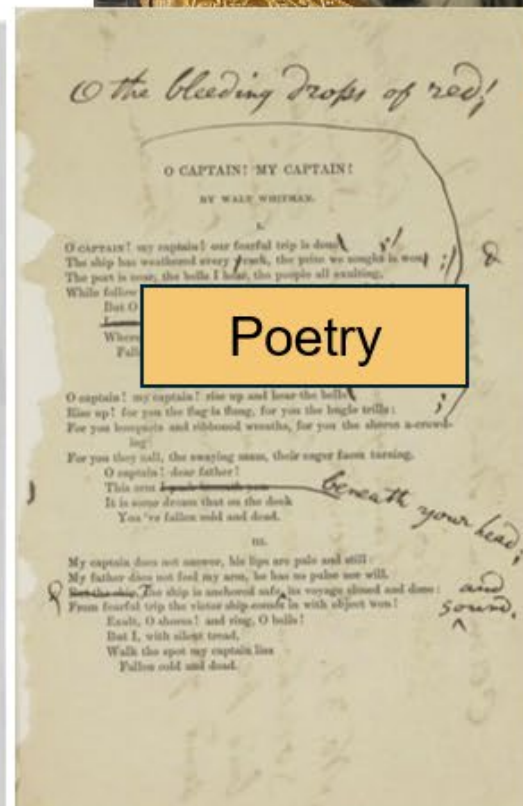 O the bleeding drops of red!
O CAPTAIN! MY CAPTAIN!
BY WALT WHITMAN.
I.
O CAPTAIN! my captain! our fearful trip is done
The ship has weathered every rack, the prize we sought is won
The port is near, the bells I hear, the people all exulting,
While follow
But O
Where
Fall
Poetry
O captain! my captain! rise up and hear the bells
Rise up! for you the flag is flung, for you the bugle trills:
For you bouquets and ribboned wreaths, for you the shores a-crowd-
ing:
For you they call, the swaying mass, their eager faces turning.
O captain! dear father!
This arm I push beneath you beneath your head;
It is some dream that on the deck
You 've fallen cold and dead.
III.
My captain does not answer, his lips are pale and still:
My father does not feel my arm, he has no pulse nor will.
But the ship, The ship is anchored safe, its voyage closed and done: and
From fearful trip the victor ship comes in with object won! sound,
Exult, O shores! and ring, O bells!
But I, with silent tread,
Walk the spot my captain lies
Fallen cold and dead.